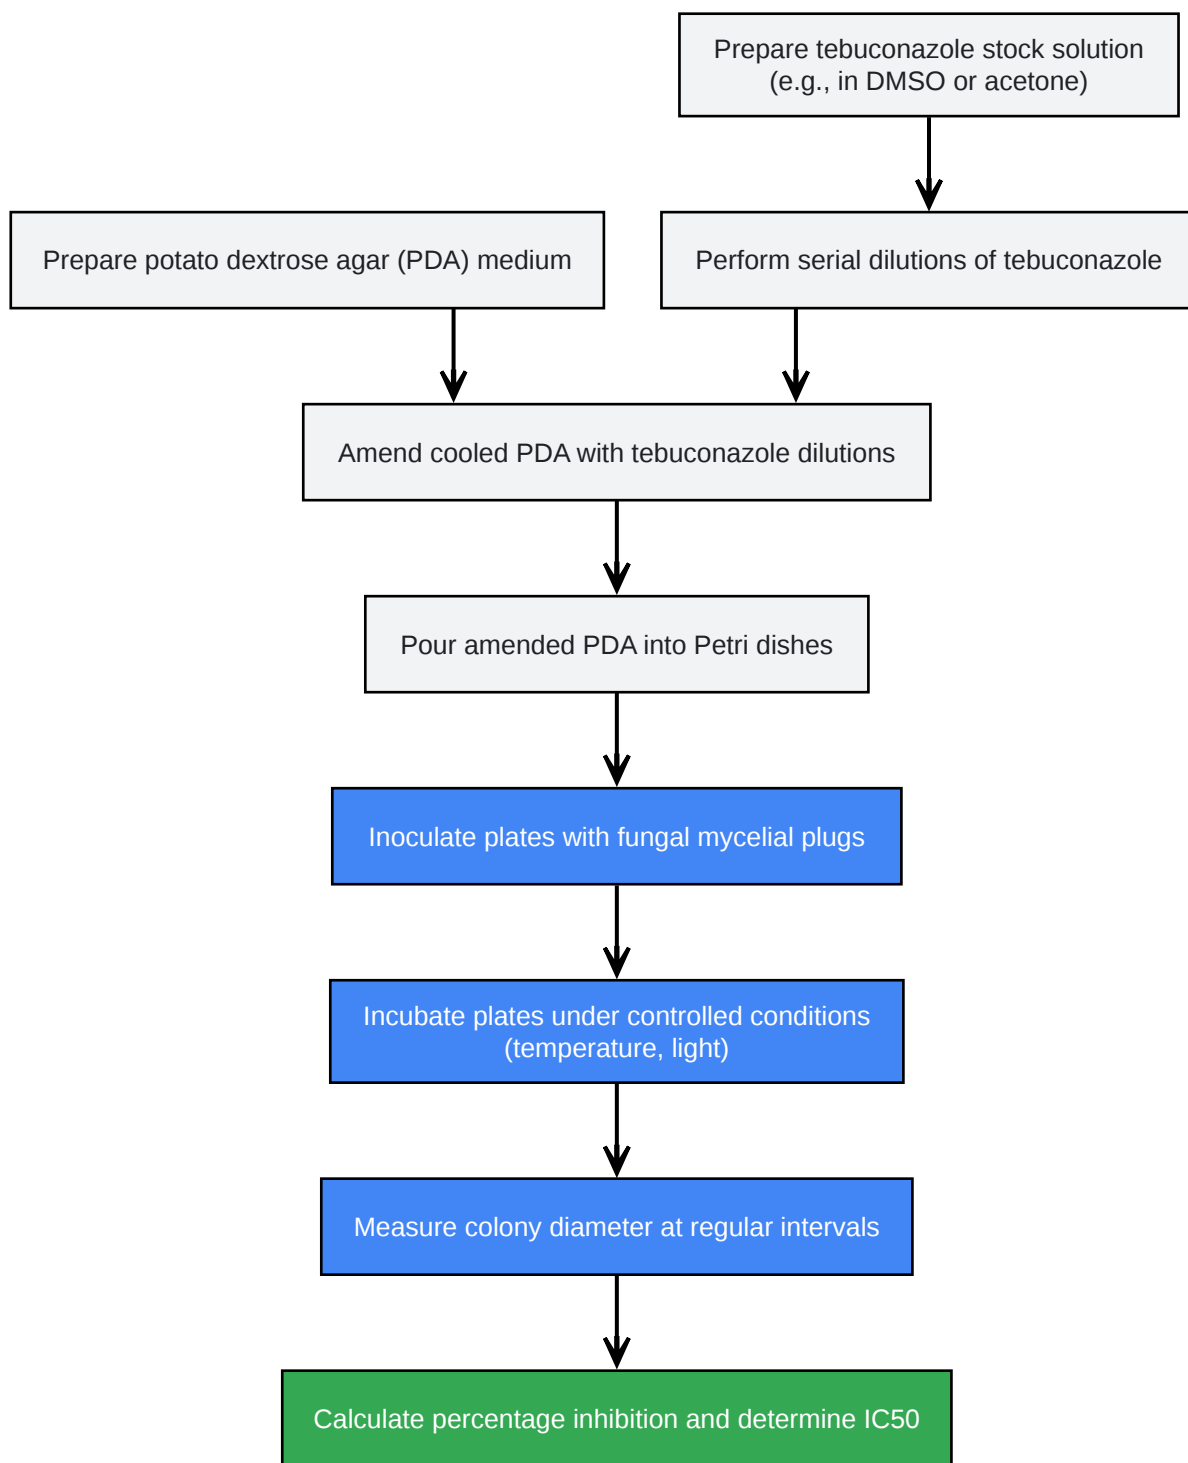 Prepare tebuconazole stock solution
(e.g., in DMSO or acetone)
Prepare potato dextrose agar (PDA) medium
Perform serial dilutions of tebuconazole
Amend cooled PDA with tebuconazole dilutions
Pour amended PDA into Petri dishes
Inoculate plates with fungal mycelial plugs
Incubate plates under controlled conditions
(temperature, light)
Measure colony diameter at regular intervals
Calculate percentage inhibition and determine IC50